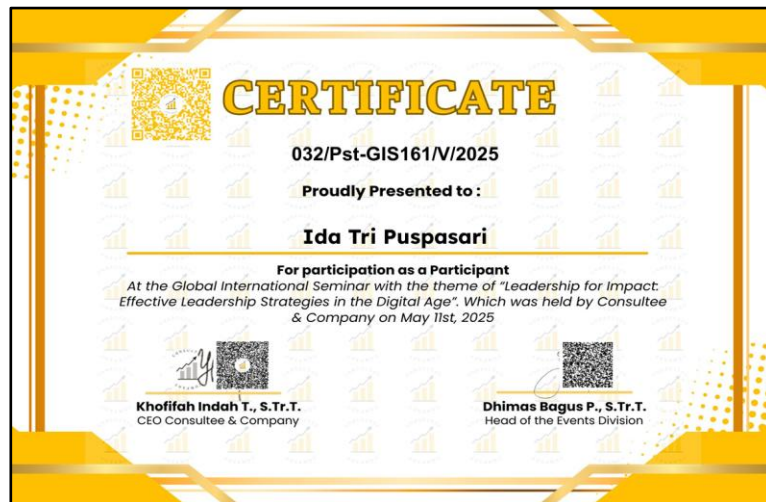 CERTIFICATE
032/Pst-GIS161/V/2025
Proudly Presented to :
Ida Tri Puspasari
For participation as a Participant
At the Global International Seminar with the theme of "Leadership for Impact:
Effective Leadership Strategies in the Digital Age". Which was held by Consultee
& Company on May 11st, 2025
Khofifah Indah T., S.Tr.T.
CEO Consultee & Company
Dhimas Bagus P., S.Tr.T.
Head of the Events Division